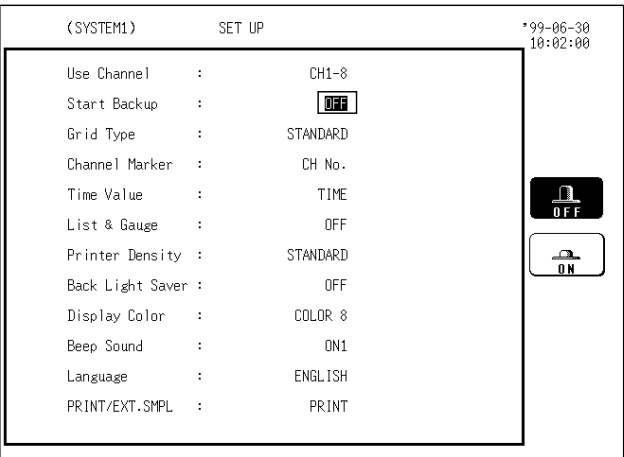 (SYSTEM1) SET UP '99-06-30
10:02:00
Use Channel : CH1-8
Start Backup : OFF
Grid Type : STANDARD
Channel Marker : CH No.
Time Value : TIME
List & Gauge : OFF
Printer Density : STANDARD
Back Light Saver : OFF
Display Color : COLOR 8
Beep Sound : ON1
Language : ENGLISH
PRINT/EXT.SMPL : PRINT
OFF
ON